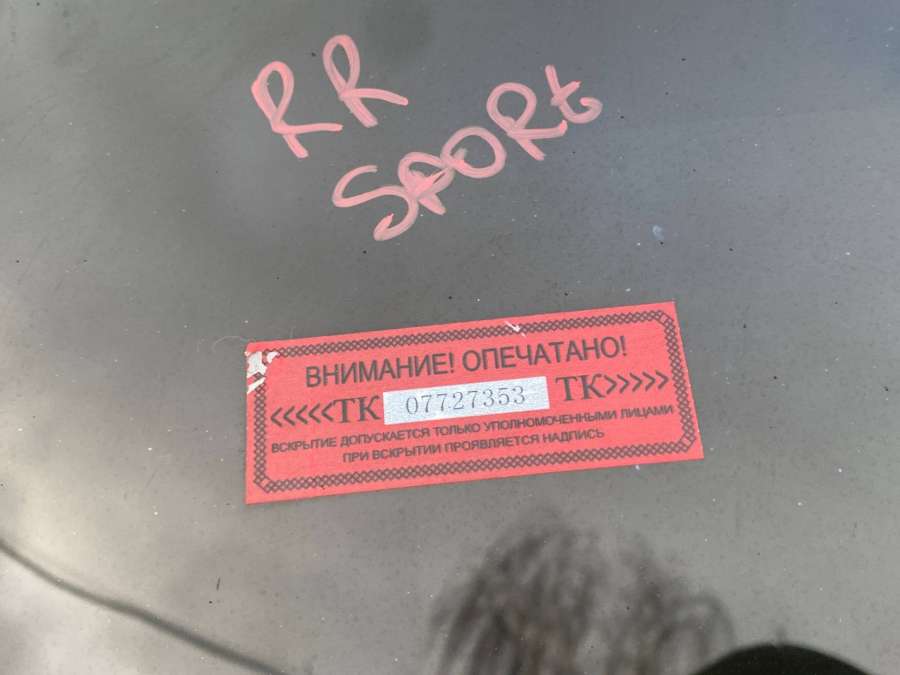 RR
SPORt
ВНИМАНИЕ! ОПЕЧАТАНО!
<<<<<ТК 07727353 ТК>>>>>
ВСКРЫТИЕ ДОПУСКАЕТСЯ ТОЛЬКО УПОЛНОМОЧЕННЫМИ ЛИЦАМИ
ПРИ ВСКРЫТИИ ПРОЯВЛЯЕТСЯ НАДПИСЬ